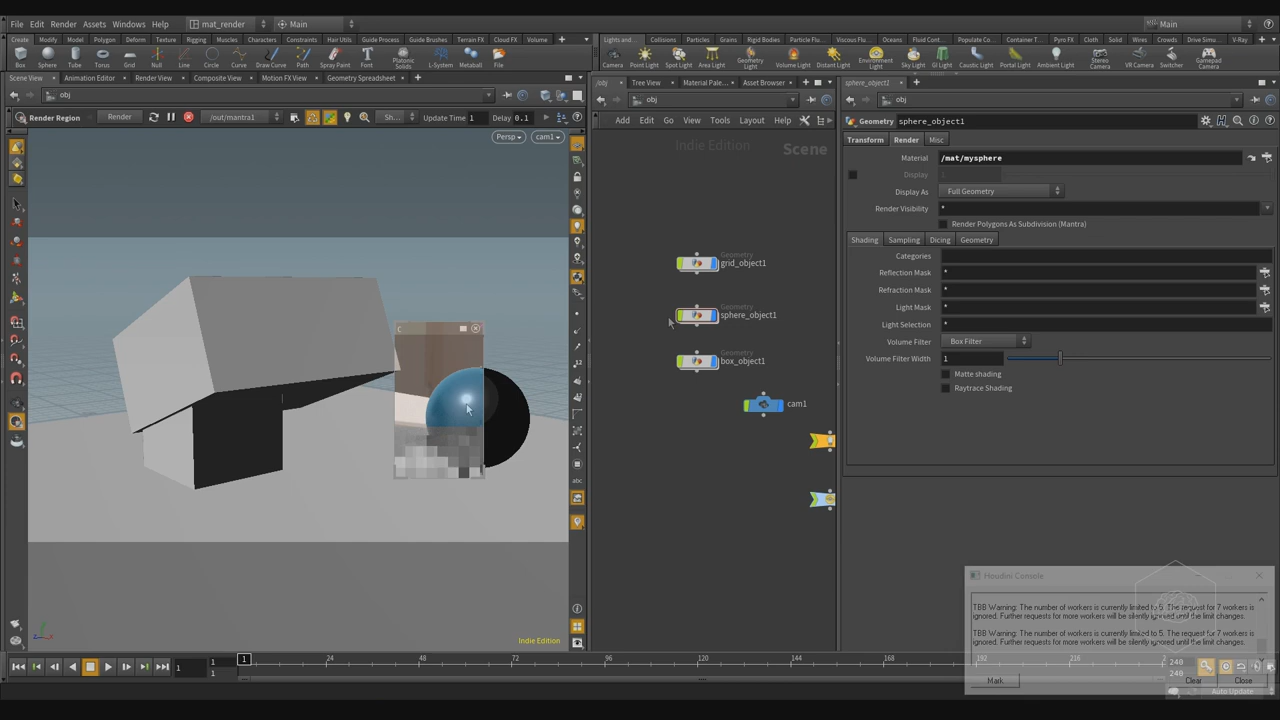 File Edit Render Assets Windows Help mat_render Main Main
Create Modify Model Polygon Deform Texture Rigging Muscles Characters Constraints Hair Utils Guide Process Guide Brushes Terrain FX Cloud FX Volume
Box Sphere Tube Torus Grid Null Line Circle Curve Draw Curve Path Spray Paint Font Platonic Solids L-System Metaball File
Lights and... Collisions Particles Grains Rigid Bodies Particle Flu... Viscous Flu... Oceans Fluid Cont... Populate Co... Container T... Pyro FX Cloth Solid Wires Crowds Drive Simu... V-Ray
Camera Point Light Spot Light Area Light Geometry Light Volume Light Distant Light Environment Light Sky Light GI Light Caustic Light Portal Light Ambient Light Stereo Camera VR Camera Switcher Gamepad Camera
Scene View Animation Editor Render View Composite View Motion FX View Geometry Spreadsheet
obj
Render Region Render /out/mantra1 Sh... Update Time 1 Delay 0.1
Persp cam1
C
abc
Indie Edition
/obj Tree View Material Pale... Asset Browser
obj
Add Edit Go View Tools Layout Help
Indie Edition Scene
Geometry
grid_object1
Geometry
sphere_object1
Geometry
box_object1
cam1
sphere_object1
obj
Geometry sphere_object1
Transform Render Misc
Material /mat/mysphere
Display
Display As Full Geometry
Render Visibility *
Render Polygons As Subdivision (Mantra)
Shading Sampling Dicing Geometry
Categories
Reflection Mask *
Refraction Mask *
Light Mask *
Light Selection *
Volume Filter Box Filter
Volume Filter Width 1
Matte shading
Raytrace Shading
Houdini Console
TBB Warning: The number of workers is currently limited to 5. The request for 7 workers is
ignored. Further requests for more workers will be silently ignored until the limit changes.
TBB Warning: The number of workers is currently limited to 5. The request for 7 workers is
ignored. Further requests for more workers will be silently ignored until the limit changes.
Mark Clear Close
1 1 1 1 24 48 72 96 120 144 168 192 216 240 240
Auto Update